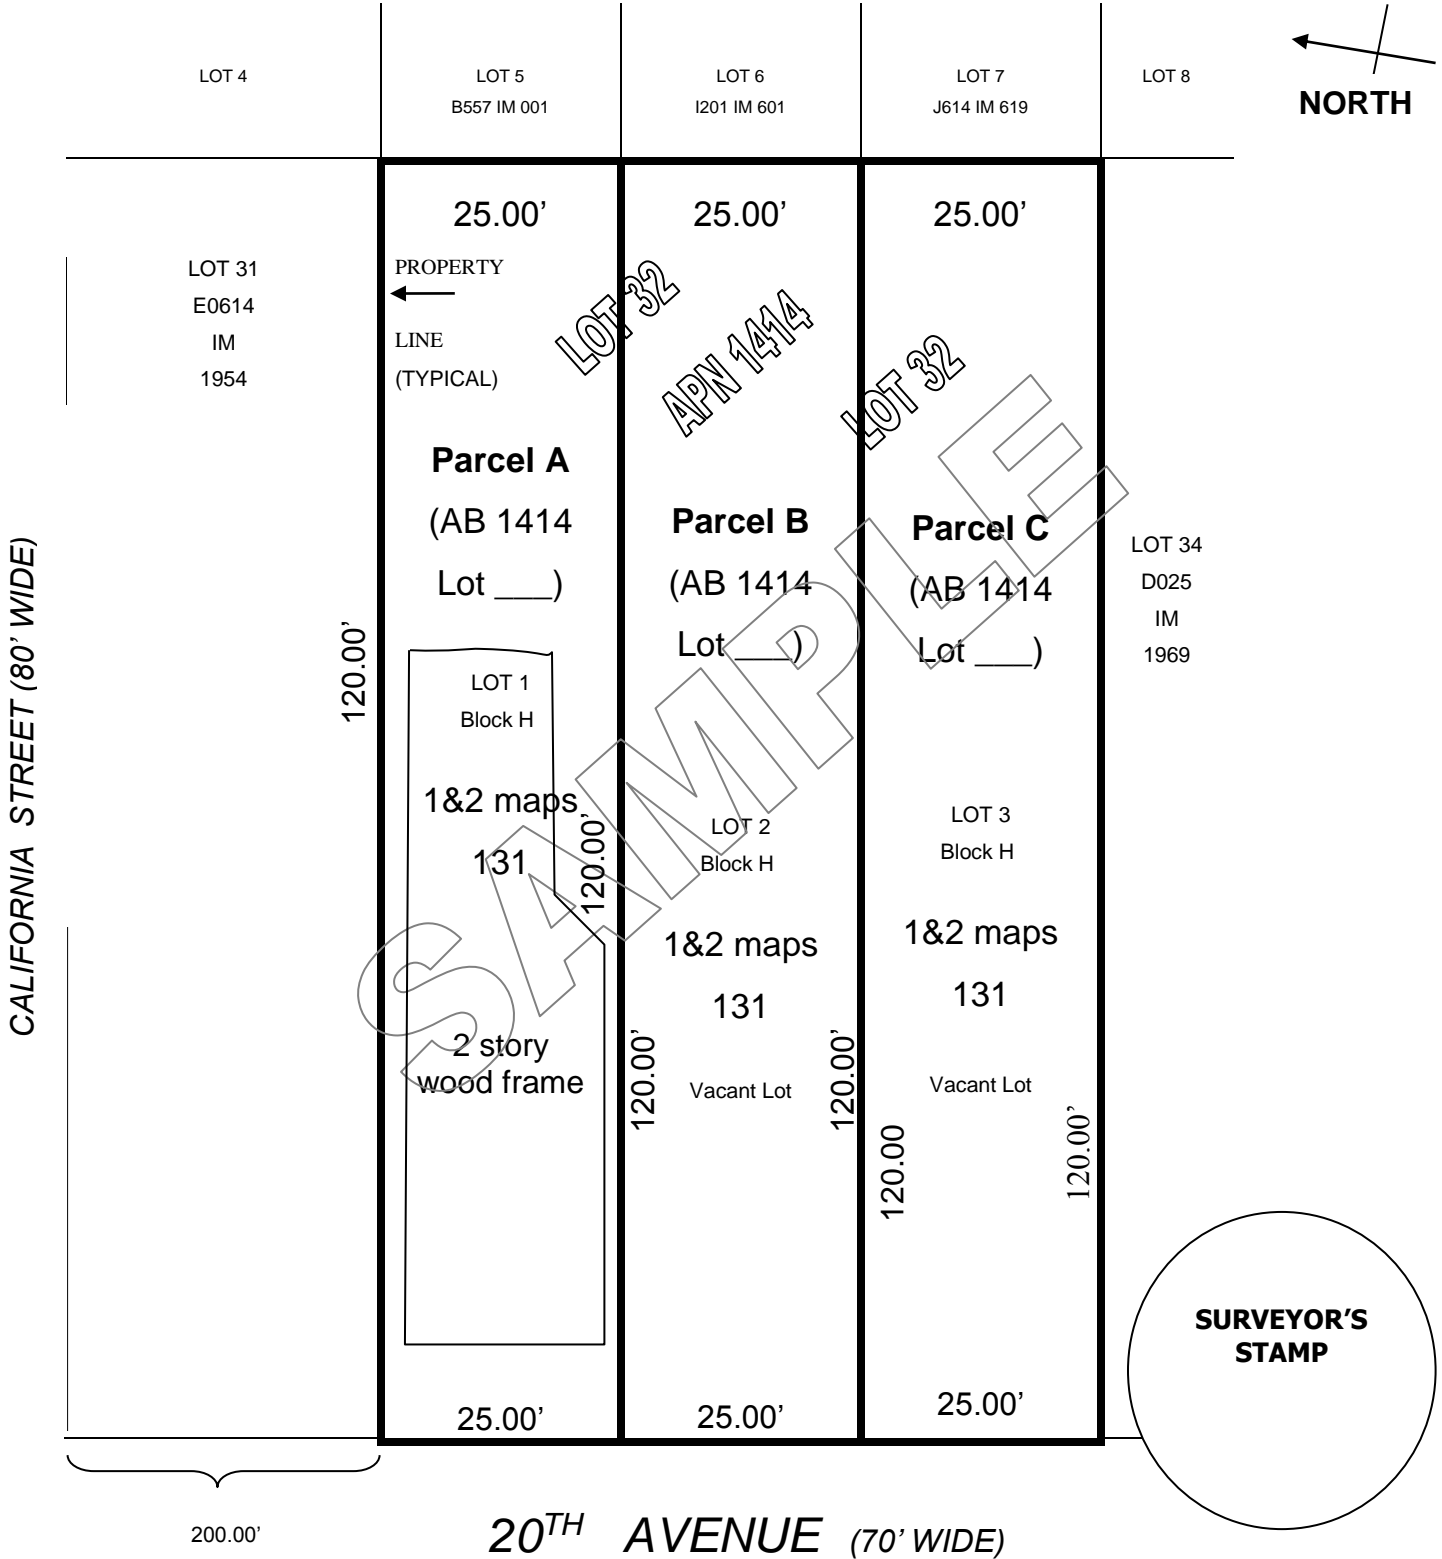 LOT 4
LOT 5
B557 IM 001
LOT 6
I201 IM 601
LOT 7
J614 IM 619
LOT 8
NORTH
25.00’
25.00’
25.00’
LOT 31
E0614
IM
1954
PROPERTY
LINE
(TYPICAL)
LOT 32
APN 1414
LOT 32
Parcel A
(AB 1414
Lot ___)
Parcel B
(AB 1414
Lot ___)
Parcel C
(AB 1414
Lot ___)
LOT 34
D025
IM
1969
CALIFORNIA STREET (80’ WIDE)
120.00’
LOT 1
Block H
1&2 maps
131
120.00’
2 story
wood frame
LOT 2
Block H
1&2 maps
131
Vacant Lot
120.00’
120.00’
LOT 3
Block H
1&2 maps
131
Vacant Lot
120.00
120.00’
SAMPLE
SURVEYOR’S
STAMP
25.00’
25.00’
25.00’
200.00’
20TH AVENUE (70’ WIDE)